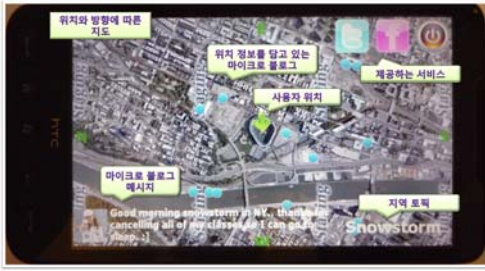 위치와 방향에 따른
지도
위치 정보를 담고 있는
마이크로 블로그
제공하는 서비스
사용자 위치
hTC
마이크로 블로그
메시지
지역 토픽
Good morning snowstorm in NY.. thanks for
cancelling all of my classes so I can go to
sleep. :]
Snowstorm